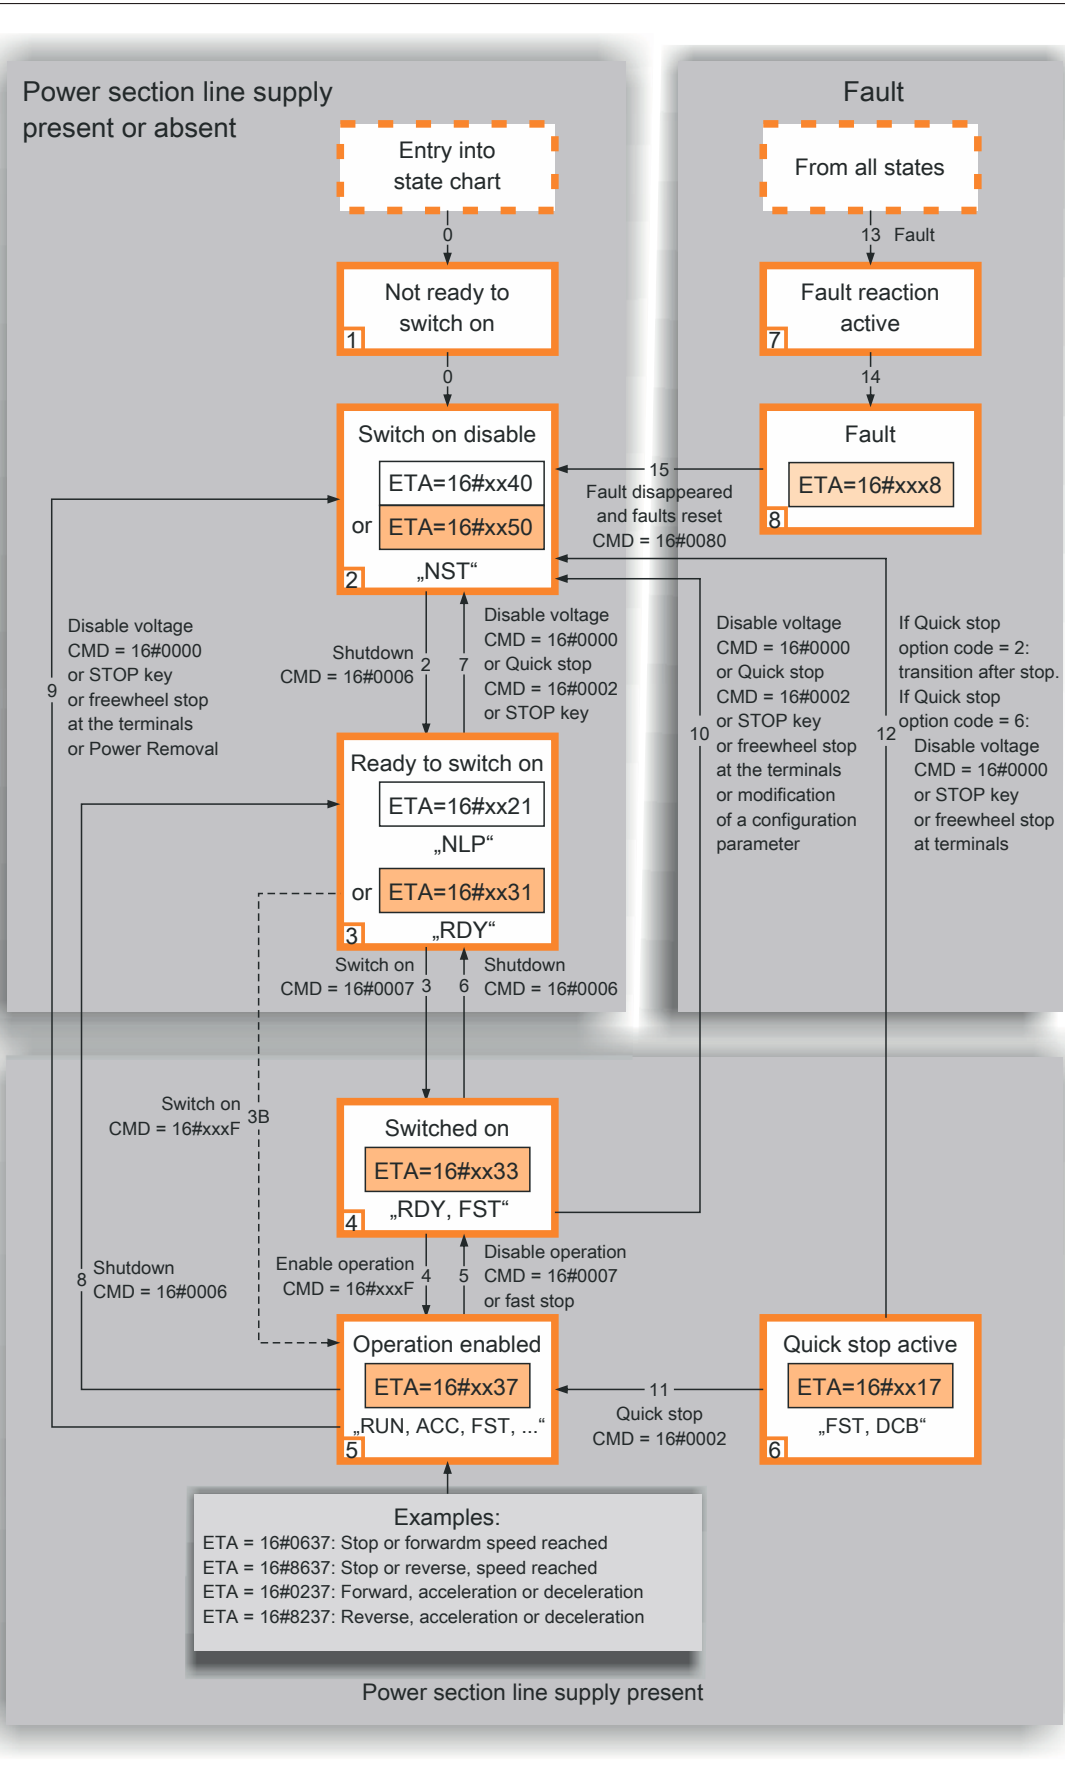 Power section line supply
present or absent
Entry into
state chart
0
Not ready to
switch on
1
0
Switch on disable
ETA=16#xx40
or
ETA=16#xx50
2
„NST“
Disable voltage
CMD = 16#0000
or STOP key
or freewheel stop
at the terminals
or Power Removal
9
Shutdown
CMD = 16#0006
2
7
Disable voltage
CMD = 16#0000
or Quick stop
CMD = 16#0002
or STOP key
Ready to switch on
ETA=16#xx21
„NLP“
or
ETA=16#xx31
3
„RDY“
Switch on
CMD = 16#0007
3
6
Shutdown
CMD = 16#0006
Fault
From all states
13 Fault
Fault reaction
active
7
14
Fault
ETA=16#xxx8
8
15
Fault disappeared
and faults reset
CMD = 16#0080
10
Disable voltage
CMD = 16#0000
or Quick stop
CMD = 16#0002
or STOP key
or freewheel stop
at the terminals
or modification
of a configuration
parameter
12
If Quick stop
option code = 2:
transition after stop.
If Quick stop
option code = 6:
Disable voltage
CMD = 16#0000
or STOP key
or freewheel stop
at terminals
Switch on
CMD = 16#xxxF
3B
Switched on
ETA=16#xx33
4
„RDY, FST“
8
Shutdown
CMD = 16#0006
Enable operation
CMD = 16#xxxF
4
5
Disable operation
CMD = 16#0007
or fast stop
Operation enabled
ETA=16#xx37
„RUN, ACC, FST, ...“
5
11
Quick stop
CMD = 16#0002
Quick stop active
ETA=16#xx17
„FST, DCB“
6
Examples:
ETA = 16#0637: Stop or forwardm speed reached
ETA = 16#8637: Stop or reverse, speed reached
ETA = 16#0237: Forward, acceleration or deceleration
ETA = 16#8237: Reverse, acceleration or deceleration
Power section line supply present